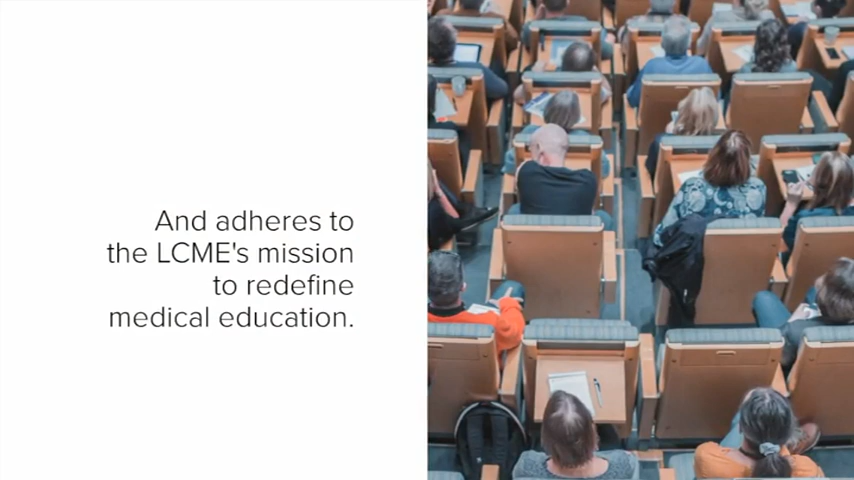 And adheres to
the LCME's mission
to redefine
medical education.